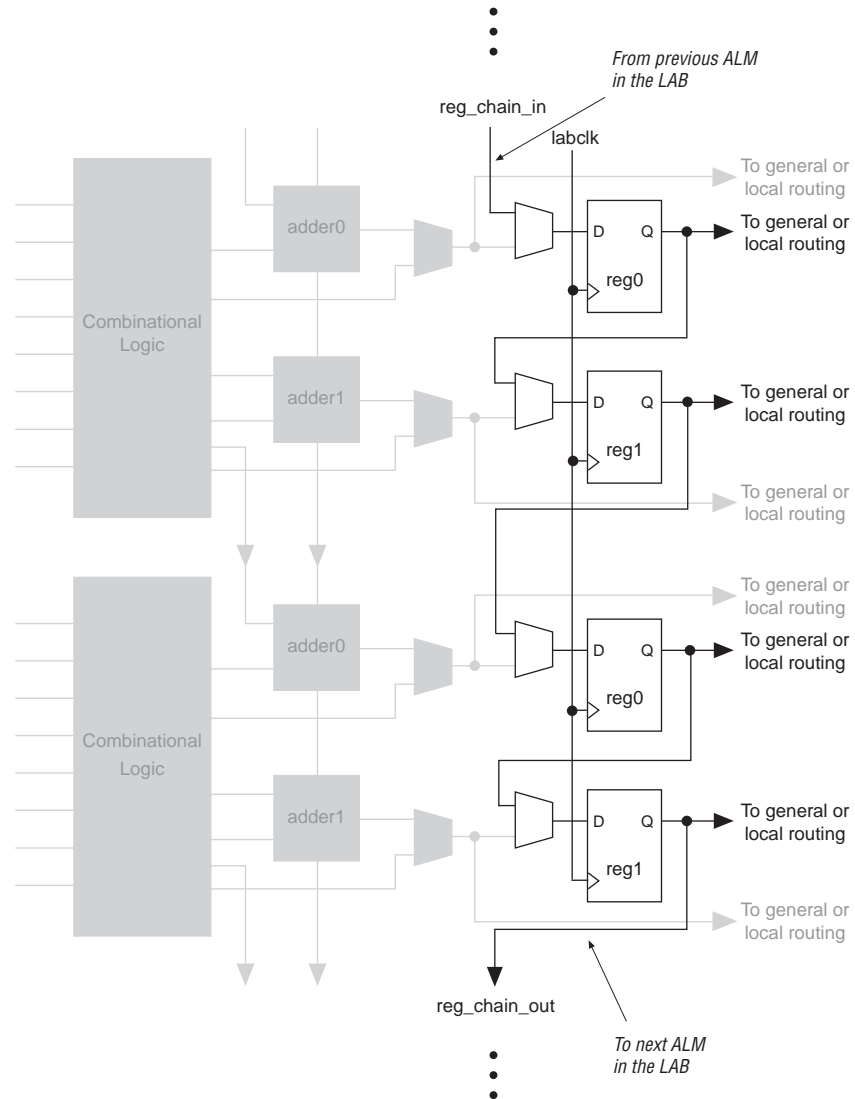 From previous ALM
in the LAB
reg_chain_in
labclk
To general or
local routing
adder0
To general or
local routing
D Q
reg0
Combinational
Logic
adder1
To general or
local routing
D Q
reg1
To general or
local routing
To general or
local routing
adder0
To general or
local routing
D Q
reg0
Combinational
Logic
adder1
To general or
local routing
D Q
reg1
To general or
local routing
reg_chain_out
To next ALM
in the LAB